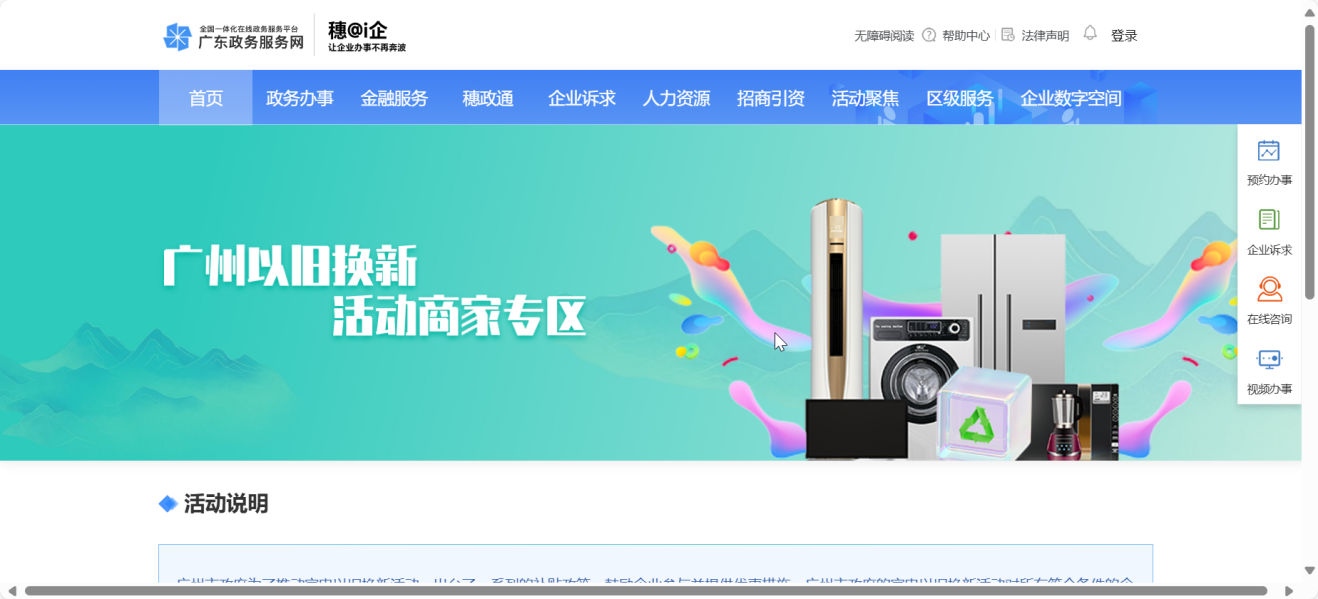 全国一体化在线政务服务平台
广东政务服务网
穗@i企
让企业办事不再奔波
无障碍阅读 帮助中心 法律声明 登录
首页 政务办事 金融服务 穗政通 企业诉求 人力资源 招商引资 活动聚焦 区级服务 企业数字空间
广州以旧换新
活动商家专区
预约办事
企业诉求
在线咨询
视频办事
活动说明